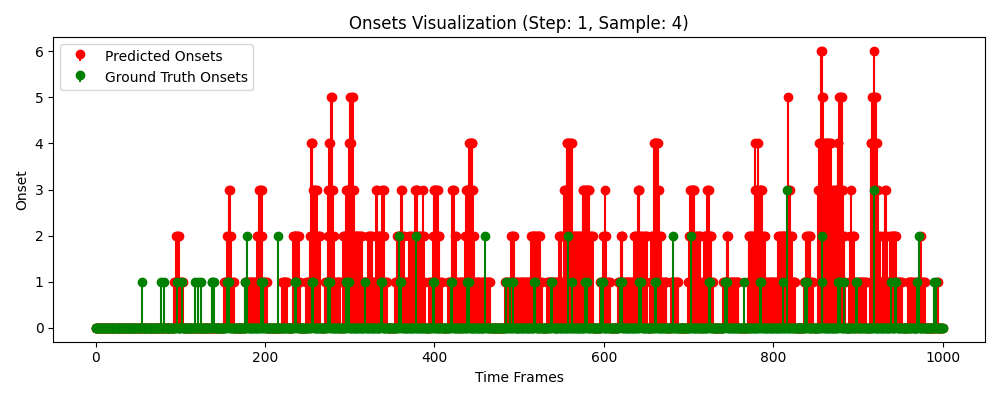 Onsets Visualization (Step: 1, Sample: 4)
Predicted Onsets
Ground Truth Onsets
6
5
4
3
2
1
0
Onset
0 200 400 600 800 1000
Time Frames